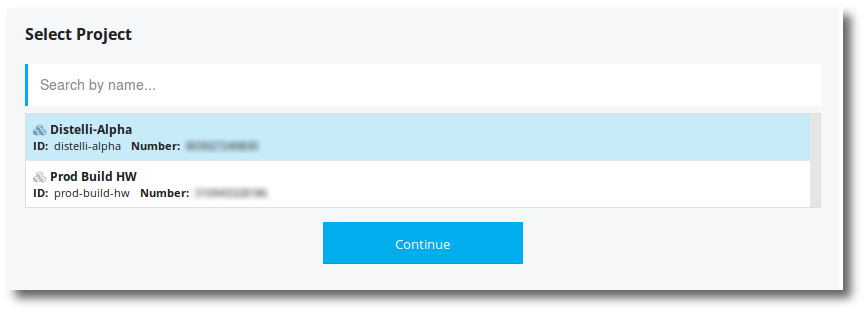 Select Project
Search by name...
Distelli-Alpha
ID: distelli-alpha Number:
Prod Build HW
ID: prod-build-hw Number:
Continue